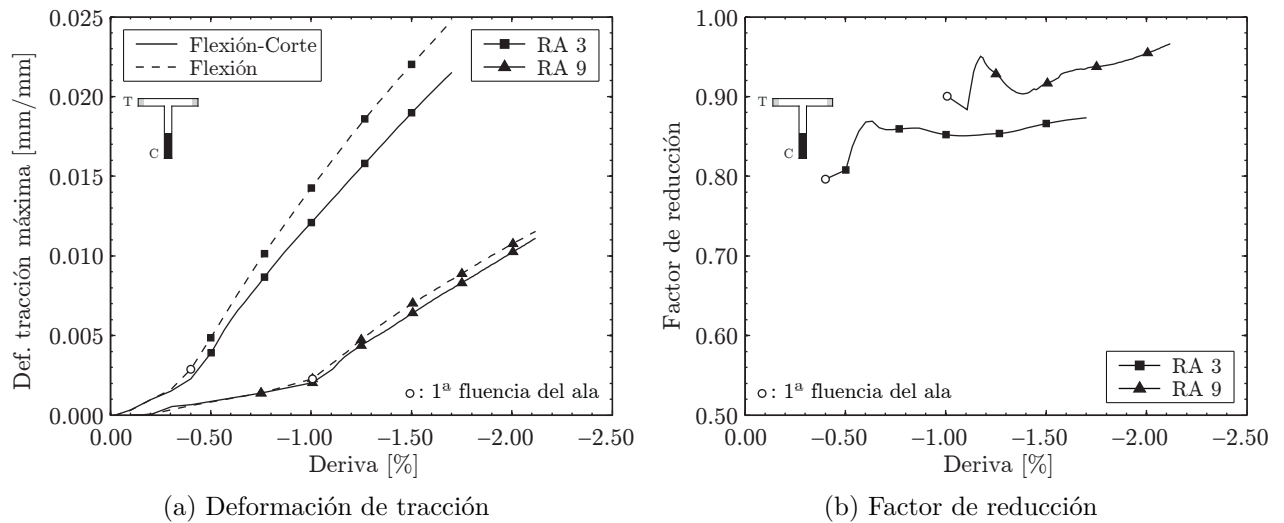 Def. tracción máxima [mm/mm]
0.025
0.020
0.015
0.010
0.005
0.000
Flexión-Corte
Flexión
RA 3
RA 9
T
C
: 1ª fluencia del ala
0.00 −0.50 −1.00 −1.50 −2.00 −2.50
Deriva [%]
(a) Deformación de tracción
Factor de reducción
1.00
0.90
0.80
0.70
0.60
0.50
T
C
: 1ª fluencia del ala
RA 3
RA 9
0.00 −0.50 −1.00 −1.50 −2.00 −2.50
Deriva [%]
(b) Factor de reducción